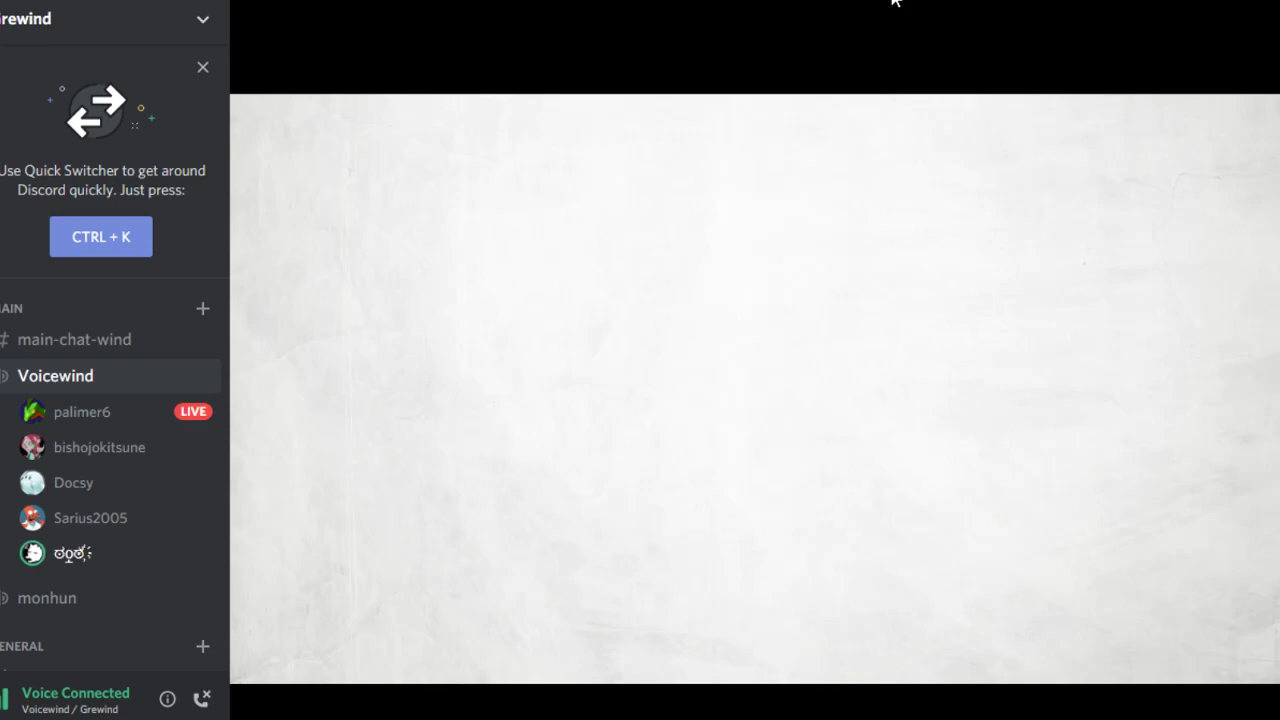 rewind
Use Quick Switcher to get around
Discord quickly. Just press:
CTRL + K
AIN
main-chat-wind
Voicewind
palimer6 LIVE
bishojokitsune
Docsy
Sarius2005
monhun
ENERAL
Voice Connected
Voicewind / Grewind